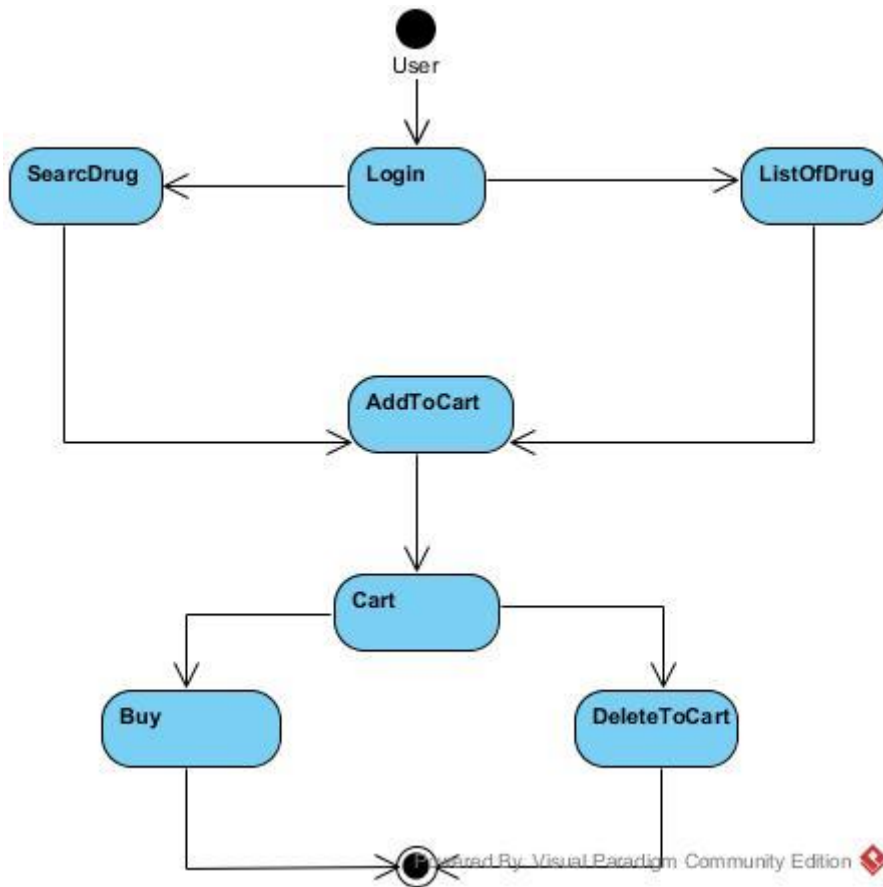 User
SearcDrug
Login
ListOfDrug
AddToCart
Cart
Buy
DeleteToCart
Powered By Visual Paradigm Community Edition